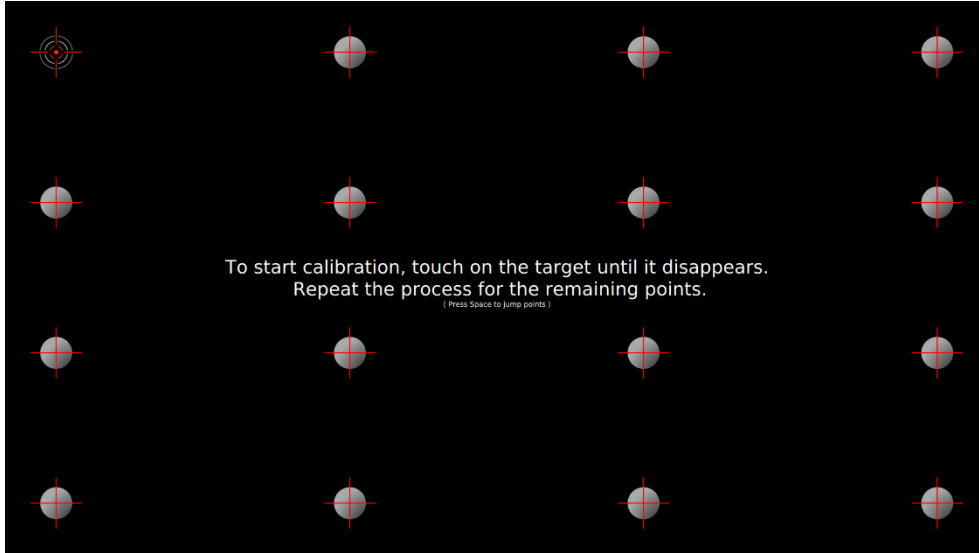 To start calibration, touch on the target until it disappears.
Repeat the process for the remaining points.
( Press Space to jump points )